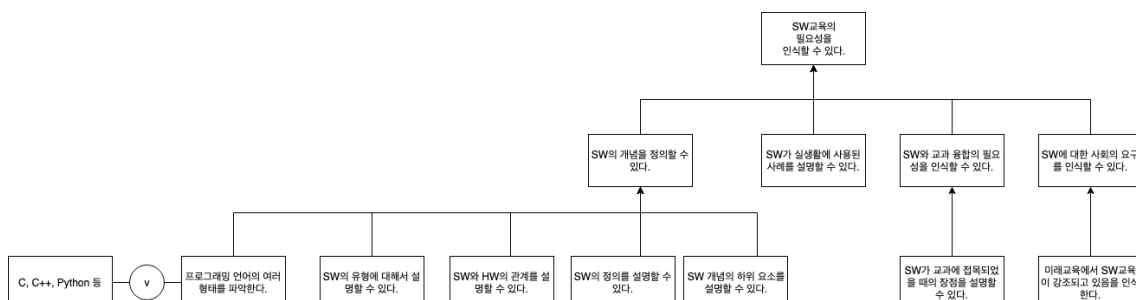 SW교육의
필요성을
인식할 수 있다.
SW의 개념을 정의할 수
있다.
SW가 실생활에 사용된
사례를 설명할 수 있다.
SW와 교과 융합의 필요
성을 인식할 수 있다.
SW에 대한 사회의 요구
를 인식할 수 있다.
C, C++, Python 등
v
프로그래밍 언어의 여러
형태를 파악한다.
SW의 유형에 대해서 설
명할 수 있다.
SW와 HW의 관계를 설
명할 수 있다.
SW의 정의를 설명할 수
있다.
SW 개념의 하위 요소를
설명할 수 있다.
SW가 교과에 접목되었
을 때의 장점을 설명할
수 있다.
미래교육에서 SW교육
이 강조되고 있음을 인식
한다.